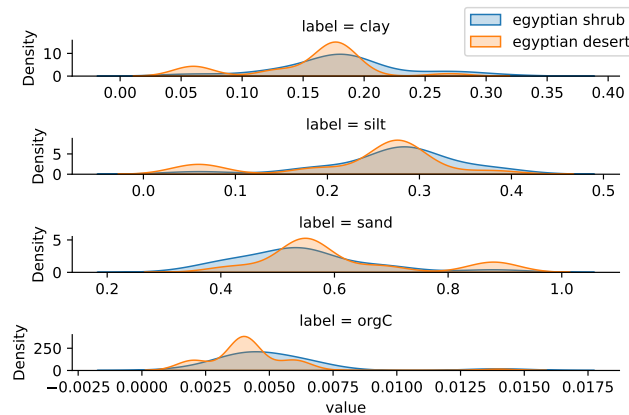 label = clay
egyptian shrub
egyptian desert
Density
10
0
0.00 0.05 0.10 0.15 0.20 0.25 0.30 0.35 0.40
label = silt
Density
5
0
0.0 0.1 0.2 0.3 0.4 0.5
label = sand
Density
5
0
0.2 0.4 0.6 0.8 1.0
label = orgC
Density
250
0
−0.0025 0.0000 0.0025 0.0050 0.0075 0.0100 0.0125 0.0150 0.0175
value